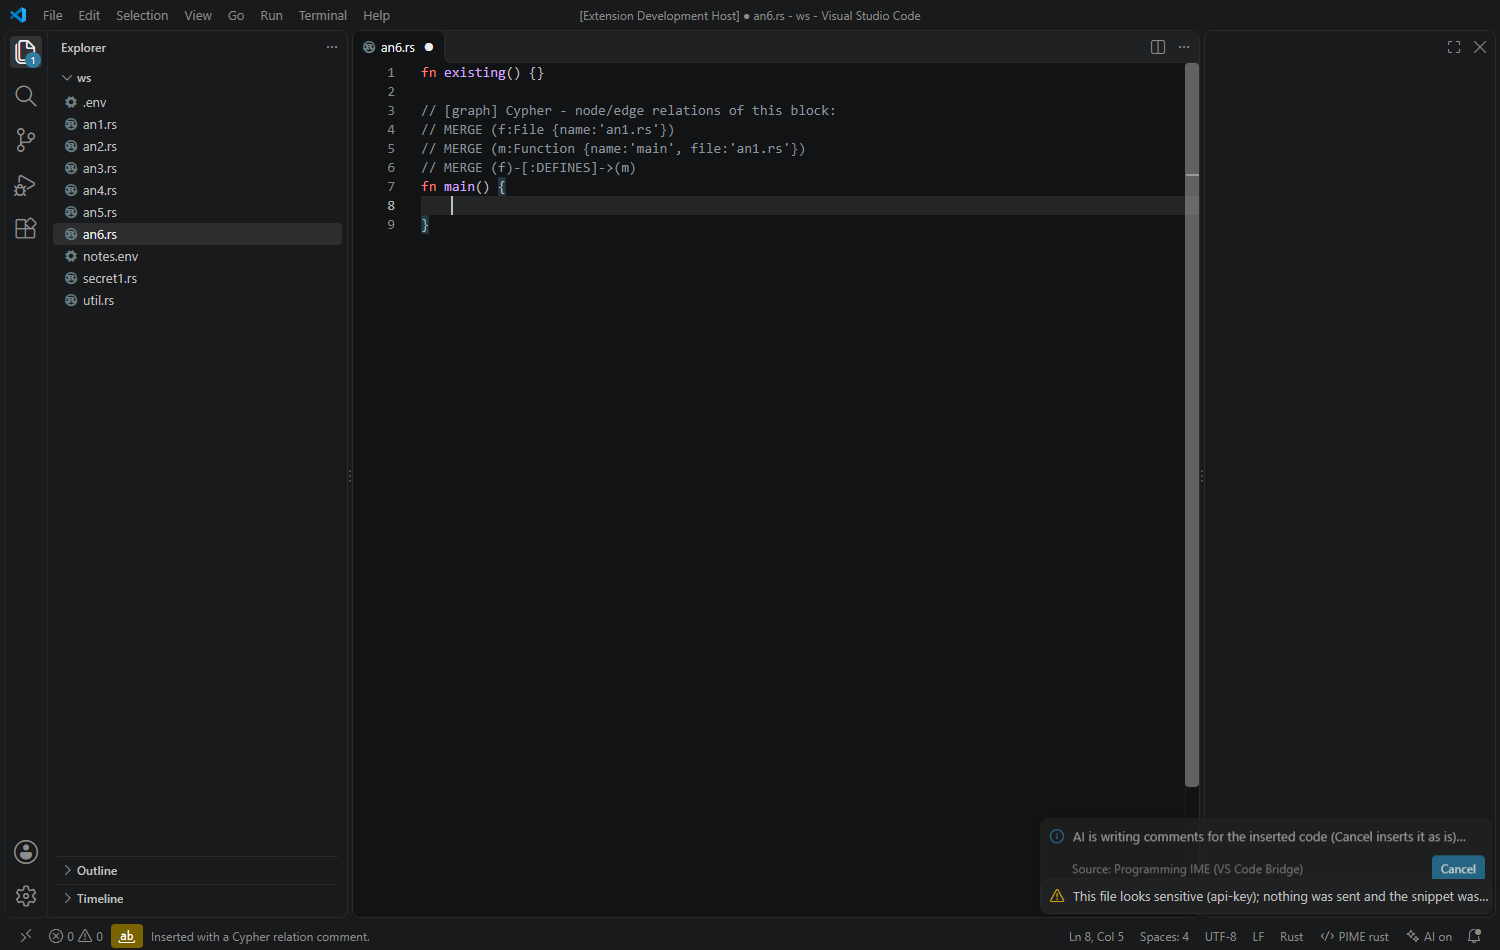 File Edit Selection View Go Run Terminal Help
[Extension Development Host] ● an6.rs - ws - Visual Studio Code
1
Explorer
ws
.env
an1.rs
an2.rs
an3.rs
an4.rs
an5.rs
an6.rs
notes.env
secret1.rs
util.rs
Outline
Timeline
an6.rs
1 fn existing() {}
2
3 // [graph] Cypher - node/edge relations of this block:
4 // MERGE (f:File {name:'an1.rs'})
5 // MERGE (m:Function {name:'main', file:'an1.rs'})
6 // MERGE (f)-[:DEFINES]->(m)
7 fn main() {
8
9 }
AI is writing comments for the inserted code (Cancel inserts it as is)...
Source: Programming IME (VS Code Bridge)
Cancel
This file looks sensitive (api-key); nothing was sent and the snippet was...
0 0 ab Inserted with a Cypher relation comment.
Ln 8, Col 5 Spaces: 4 UTF-8 LF Rust PIME rust AI on